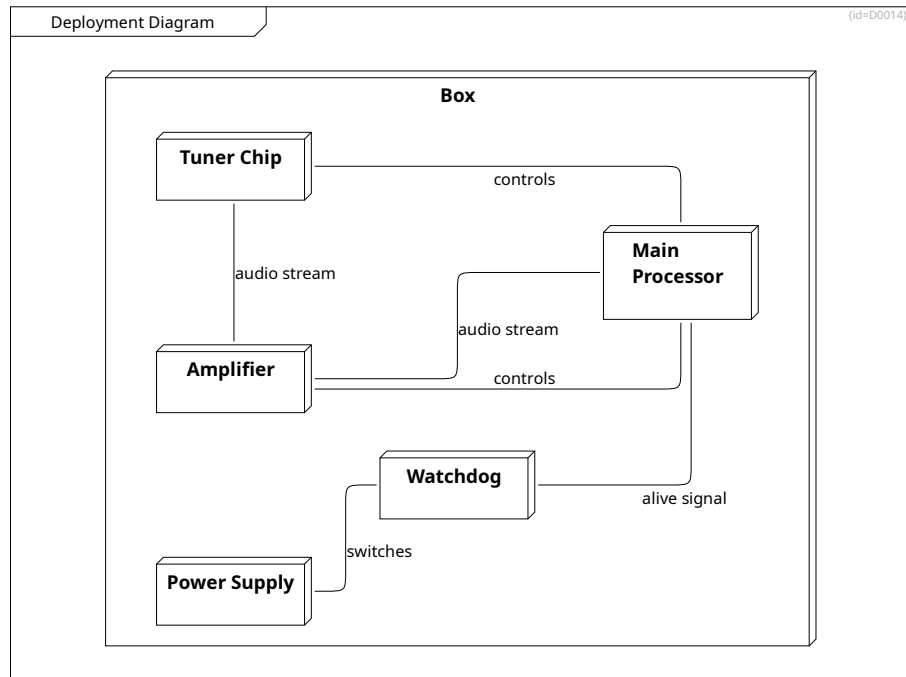 Deployment Diagram
{id=D0014}
Box
Tuner Chip
controls
Main
Processor
audio stream
audio stream
Amplifier
controls
Watchdog
alive signal
switches
Power Supply